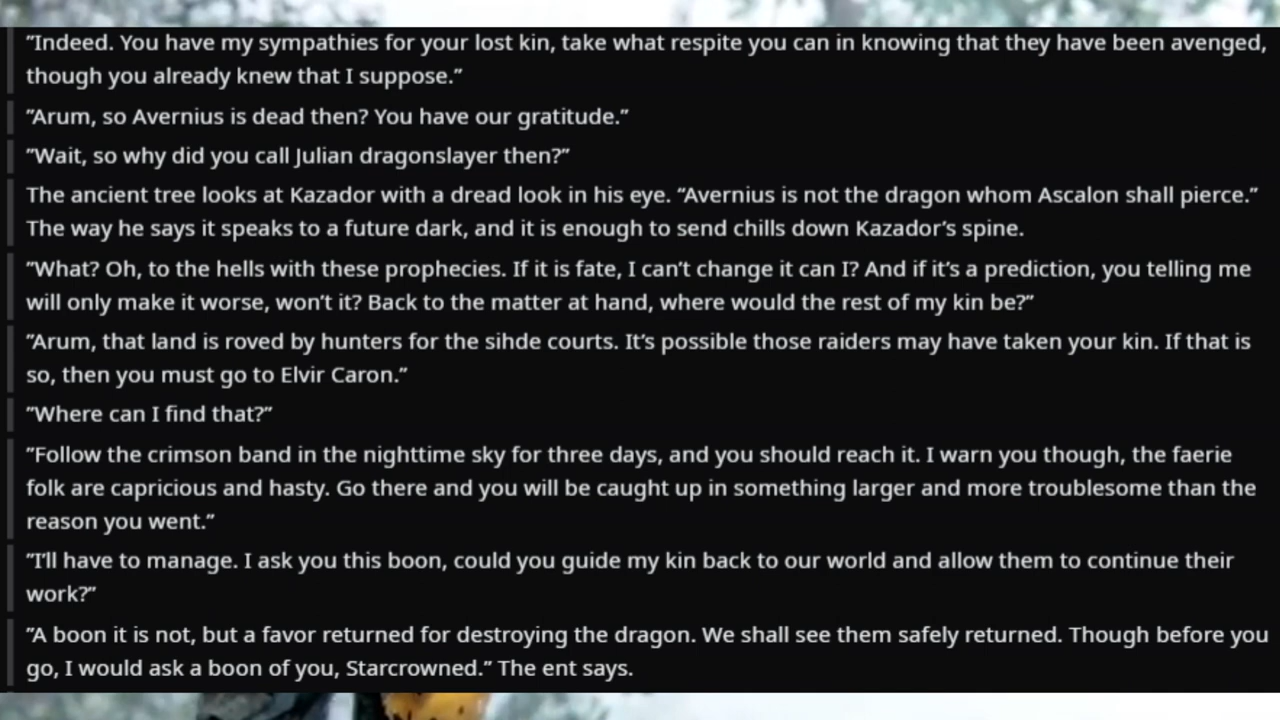 "Indeed. You have my sympathies for your lost kin, take what respite you can in knowing that they have been avenged,
though you already knew that I suppose."
"Arum, so Avernius is dead then? You have our gratitude."
"Wait, so why did you call Julian dragonslayer then?"
The ancient tree looks at Kazador with a dread look in his eye. "Avernius is not the dragon whom Ascalon shall pierce."
The way he says it speaks to a future dark, and it is enough to send chills down Kazador's spine.
"What? Oh, to the hells with these prophecies. If it is fate, I can't change it can I? And if it's a prediction, you telling me
will only make it worse, won't it? Back to the matter at hand, where would the rest of my kin be?"
"Arum, that land is roved by hunters for the sihde courts. It's possible those raiders may have taken your kin. If that is
so, then you must go to Elvir Caron."
"Where can I find that?"
"Follow the crimson band in the nighttime sky for three days, and you should reach it. I warn you though, the faerie
folk are capricious and hasty. Go there and you will be caught up in something larger and more troublesome than the
reason you went."
"I'll have to manage. I ask you this boon, could you guide my kin back to our world and allow them to continue their
work?"
"A boon it is not, but a favor returned for destroying the dragon. We shall see them safely returned. Though before you
go, I would ask a boon of you, Starcrowned." The ent says.